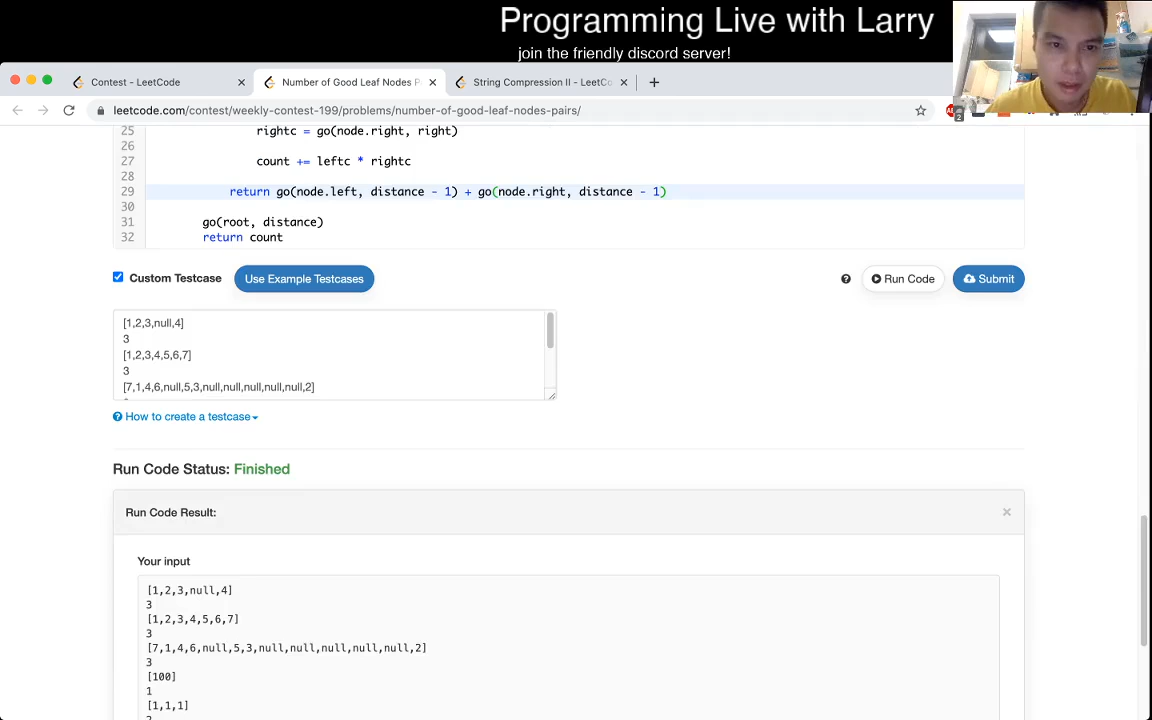 Programming Live with Larry
join the friendly discord server!
Contest - LeetCode
Number of Good Leaf Nodes P
String Compression II - LeetCo
leetcode.com/contest/weekly-contest-199/problems/number-of-good-leaf-nodes-pairs/
2
25 rightc = go(node.right, right)
26
27 count += leftc * rightc
28
29 return go(node.left, distance - 1) + go(node.right, distance - 1)
30
31 go(root, distance)
32 return count
Custom Testcase
Use Example Testcases
Run Code
Submit
[1,2,3,null,4]
3
[1,2,3,4,5,6,7]
3
[7,1,4,6,null,5,3,null,null,null,null,null,2]
How to create a testcase
Run Code Status: Finished
Run Code Result:
Your input
[1,2,3,null,4]
3
[1,2,3,4,5,6,7]
3
[7,1,4,6,null,5,3,null,null,null,null,null,2]
3
[100]
1
[1,1,1]
2